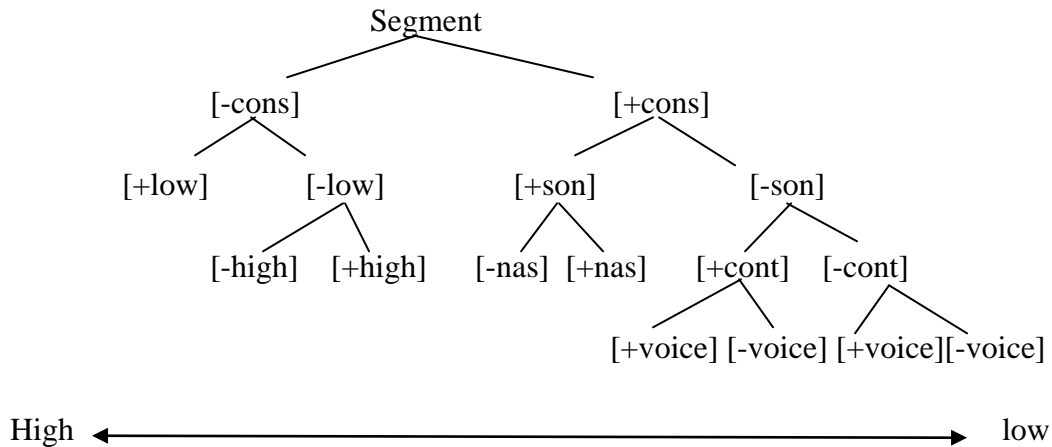 Segment
[-cons] [+cons]
[+low] [-low] [+son] [-son]
[-high] [+high] [-nas] [+nas] [+cont] [-cont]
[+voice] [-voice] [+voice][-voice]
High low